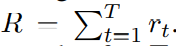 R = \sum_{t=1}^{T} r_t.